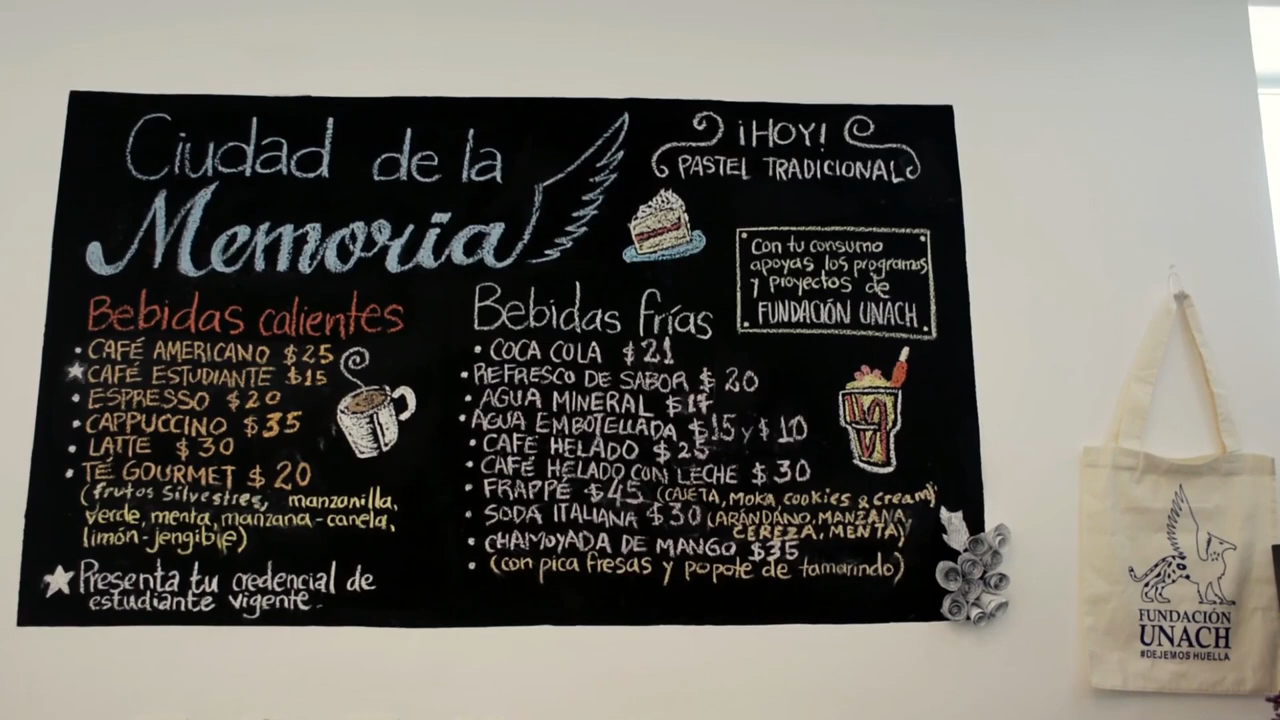 Ciudad de la
Memoria
¡HOY!
PASTEL TRADICIONAL
Con tu consumo
apoyas los programas
y proyectos de
FUNDACIÓN UNACH
Bebidas calientes
• CAFÉ AMERICANO $25
★ CAFÉ ESTUDIANTE $15
• ESPRESSO $20
• CAPPUCCINO $35
• LATTE $30
• TÉ GOURMET $20
(frutos silvestres, manzanilla,
verde, menta, manzana-canela,
limón-jengible)
★ Presenta tu credencial de
estudiante vigente.
Bebidas frías
• COCA COLA $21
• REFRESCO DE SABOR $20
• AGUA MINERAL $17
• AGUA EMBOTELLADA $15 y $10
• CAFÉ HELADO $25
• CAFÉ HELADO CON LECHE $30
• FRAPPÉ $45 (CAJETA, Moka, cookies & cream)
• SODA ITALIANA $30 (ARÁNDANO, MANZANA,
CEREZA, MENTA)
• CHAMOYADA DE MANGO $35
• (con pica fresas y popote de tamarindo)
FUNDACIÓN
UNACH
#DEJEMOS HUELLA